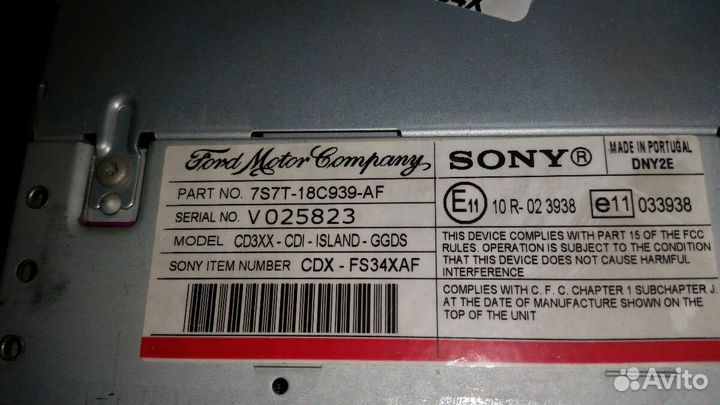 Ford Motor Company
PART NO. 7S7T-18C939-AF
SERIAL NO. V025823
MODEL CD3XX - CDI - ISLAND - GGDS
SONY ITEM NUMBER CDX - FS34XAF
SONY®
MADE IN PORTUGAL
DNY2E
E11 10 R- 02 3938 e11 033938
THIS DEVICE COMPLIES WITH PART 15 OF THE FCC
RULES. OPERATION IS SUBJECT TO THE CONDITION
THAT THIS DEVICE DOES NOT CAUSE HARMFUL
INTERFERENCE
COMPLIES WITH C. F. C. CHAPTER 1 SUBCHAPTER J.
AT THE DATE OF MANUFACTURE SHOWN ON THE
TOP OF THE UNIT
Avito